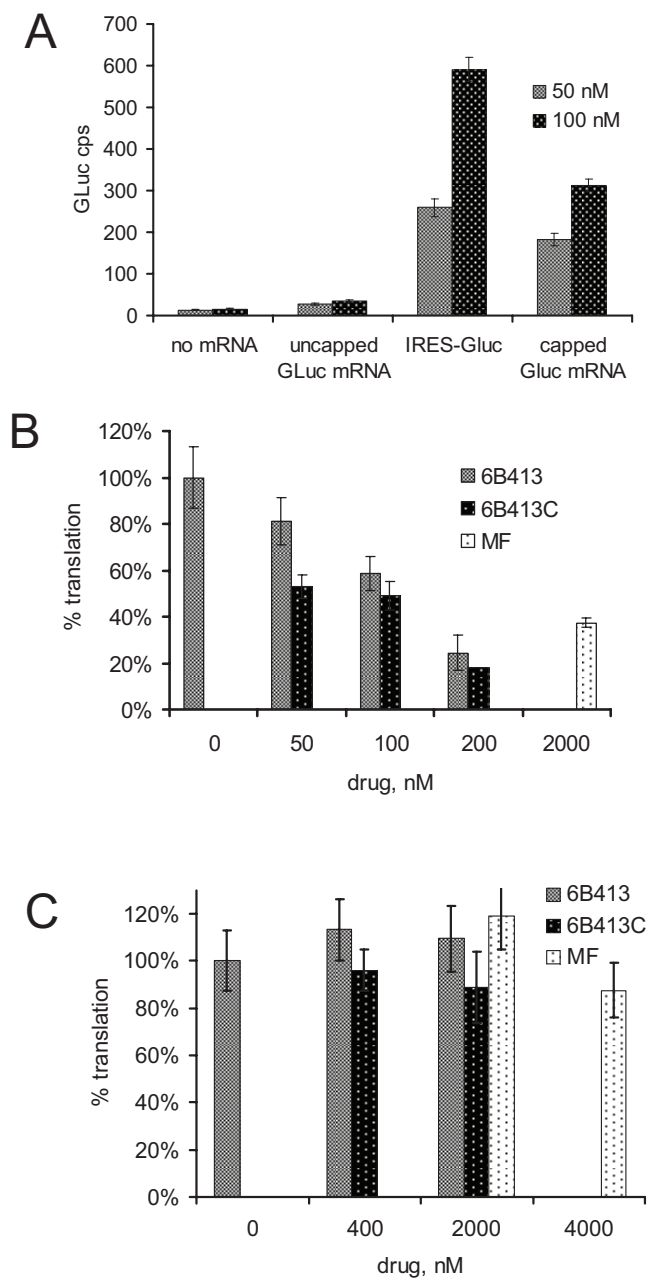 A
700
600
500
400
300
200
100
0
GLuc cps
50 nM
100 nM
no mRNA
uncapped
GLuc mRNA
IRES-Gluc
capped
Gluc mRNA
B
120%
100%
80%
60%
40%
20%
0%
% translation
6B413
6B413C
MF
0 50 100 200 2000
drug, nM
C
120%
100%
80%
60%
40%
20%
0%
% translation
6B413
6B413C
MF
0 400 2000 4000
drug, nM